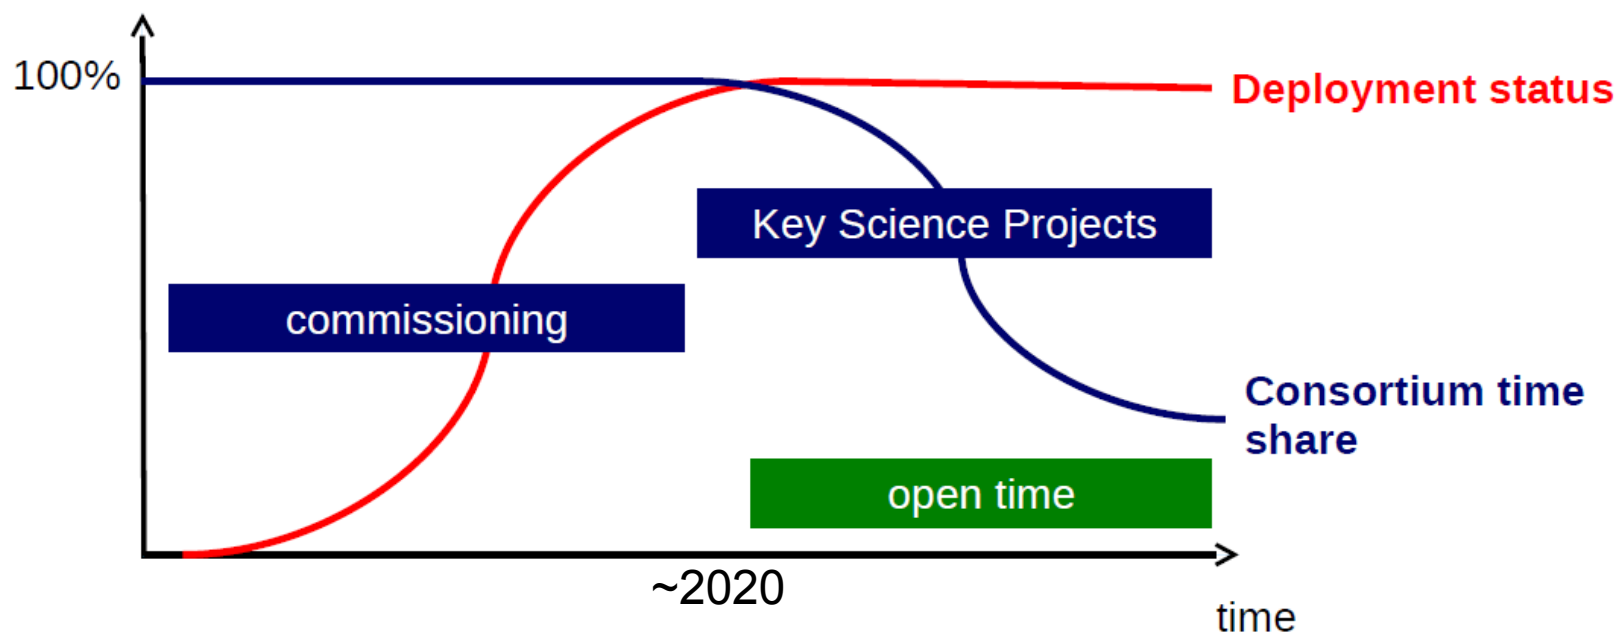 100%
Deployment status
Key Science Projects
commissioning
Consortium time
share
open time
~2020
time